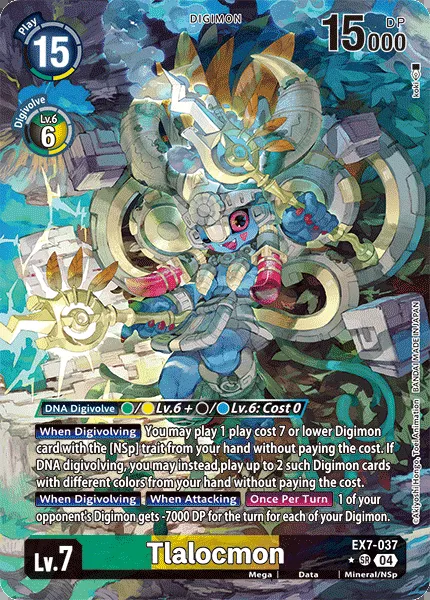 DIGIMON
Play
15
DP
15000
koki
Digivolve
Lv.6
6
©Akiyoshi Hongo, Toei Animation BANDAI MADE IN JAPAN
DNA Digivolve / Lv.6 + / Lv.6: Cost 0
When Digivolving You may play 1 play cost 7 or lower Digimon
card with the [NSp] trait from your hand without paying the cost. If
DNA digivolving, you may instead play up to 2 such Digimon cards
with different colors from your hand without paying the cost.
When Digivolving When Attacking Once Per Turn 1 of your
opponent's Digimon gets -7000 DP for the turn for each of your Digimon.
Lv.7
Tlalocmon
EX7-037
SR 04
Mega Data Mineral/NSp